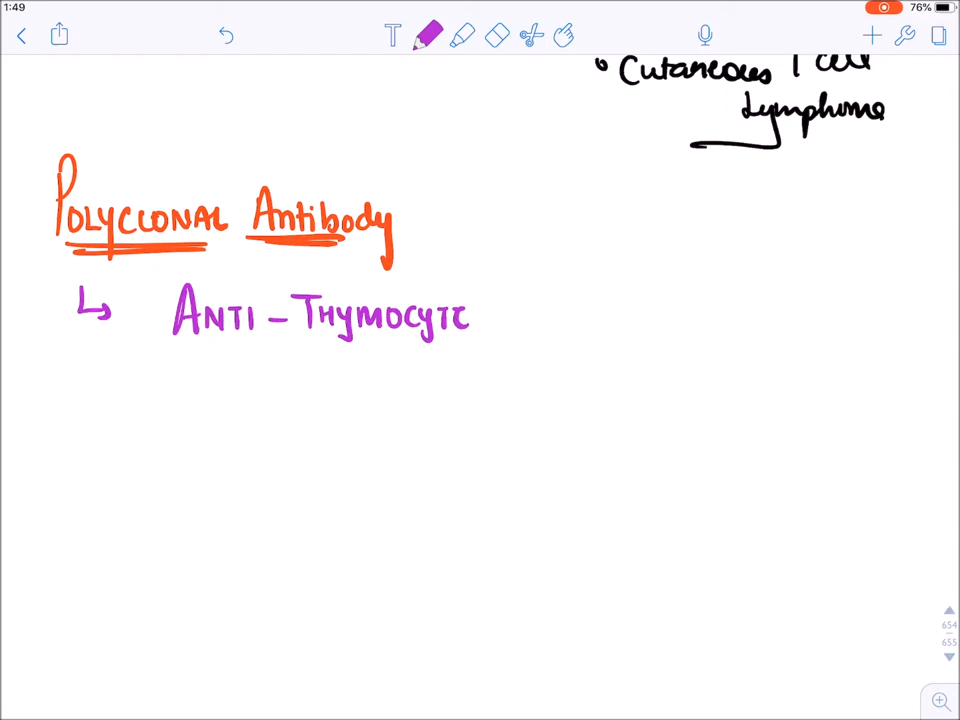 1:49
76%
T
• Cutaneous T cell
Lymphoma
POLYCLONAL Antibody
↳ ANTI - THYMOCYTE
654
655